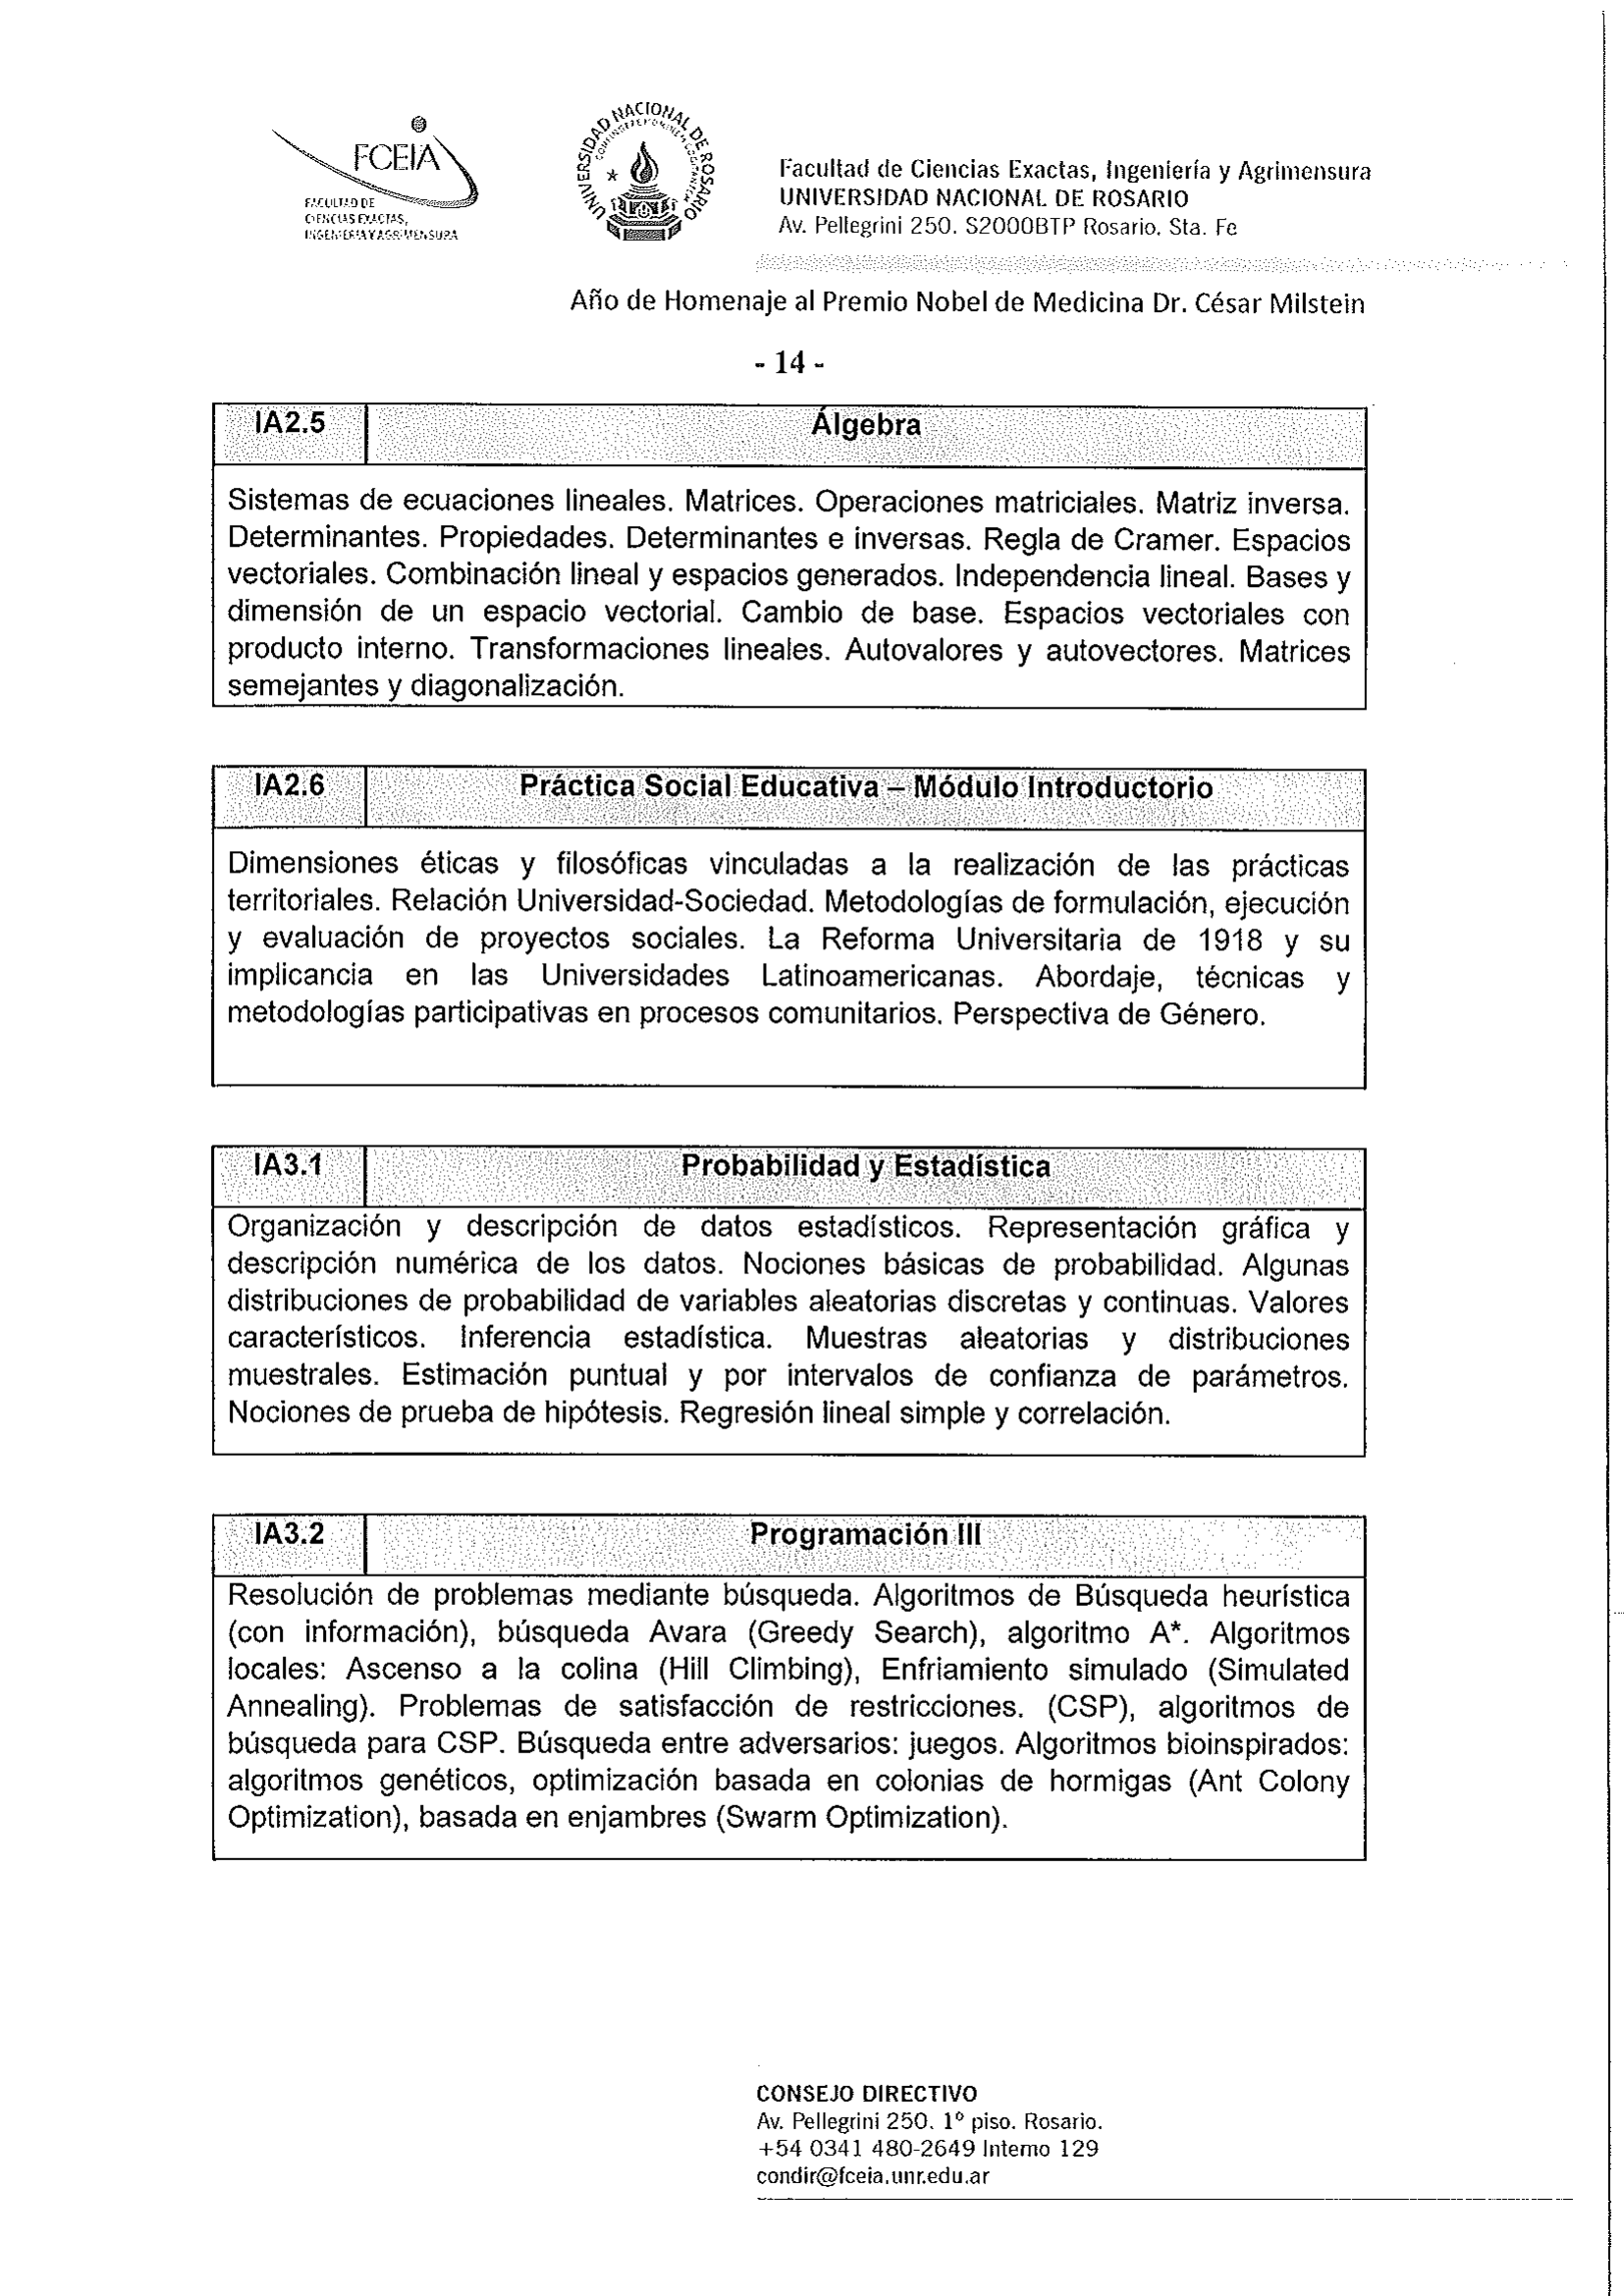 FCEIA
FACULTAD DE
CIENCIAS EXACTAS,
INGENIERIA Y AGRIMENSURA
UNIVERSIDAD NACIONAL DE ROSARIO
Facultad de Ciencias Exactas, Ingeniería y Agrimensura
UNIVERSIDAD NACIONAL DE ROSARIO
Av. Pellegrini 250. S2000BTP Rosario. Sta. Fe
Año de Homenaje al Premio Nobel de Medicina Dr. César Milstein
- 14 -
IA2.5 Álgebra
Sistemas de ecuaciones lineales. Matrices. Operaciones matriciales. Matriz inversa.
Determinantes. Propiedades. Determinantes e inversas. Regla de Cramer. Espacios
vectoriales. Combinación lineal y espacios generados. Independencia lineal. Bases y
dimensión de un espacio vectorial. Cambio de base. Espacios vectoriales con
producto interno. Transformaciones lineales. Autovalores y autovectores. Matrices
semejantes y diagonalización.
IA2.6 Práctica Social Educativa – Módulo Introductorio
Dimensiones éticas y filosóficas vinculadas a la realización de las prácticas
territoriales. Relación Universidad-Sociedad. Metodologías de formulación, ejecución
y evaluación de proyectos sociales. La Reforma Universitaria de 1918 y su
implicancia en las Universidades Latinoamericanas. Abordaje, técnicas y
metodologías participativas en procesos comunitarios. Perspectiva de Género.
IA3.1 Probabilidad y Estadística
Organización y descripción de datos estadísticos. Representación gráfica y
descripción numérica de los datos. Nociones básicas de probabilidad. Algunas
distribuciones de probabilidad de variables aleatorias discretas y continuas. Valores
característicos. Inferencia estadística. Muestras aleatorias y distribuciones
muestrales. Estimación puntual y por intervalos de confianza de parámetros.
Nociones de prueba de hipótesis. Regresión lineal simple y correlación.
IA3.2 Programación III
Resolución de problemas mediante búsqueda. Algoritmos de Búsqueda heurística
(con información), búsqueda Avara (Greedy Search), algoritmo A*. Algoritmos
locales: Ascenso a la colina (Hill Climbing), Enfriamiento simulado (Simulated
Annealing). Problemas de satisfacción de restricciones. (CSP), algoritmos de
búsqueda para CSP. Búsqueda entre adversarios: juegos. Algoritmos bioinspirados:
algoritmos genéticos, optimización basada en colonias de hormigas (Ant Colony
Optimization), basada en enjambres (Swarm Optimization).
CONSEJO DIRECTIVO
Av. Pellegrini 250. 1º piso. Rosario.
+54 0341 480-2649 Interno 129
condir@fceia.unr.edu.ar